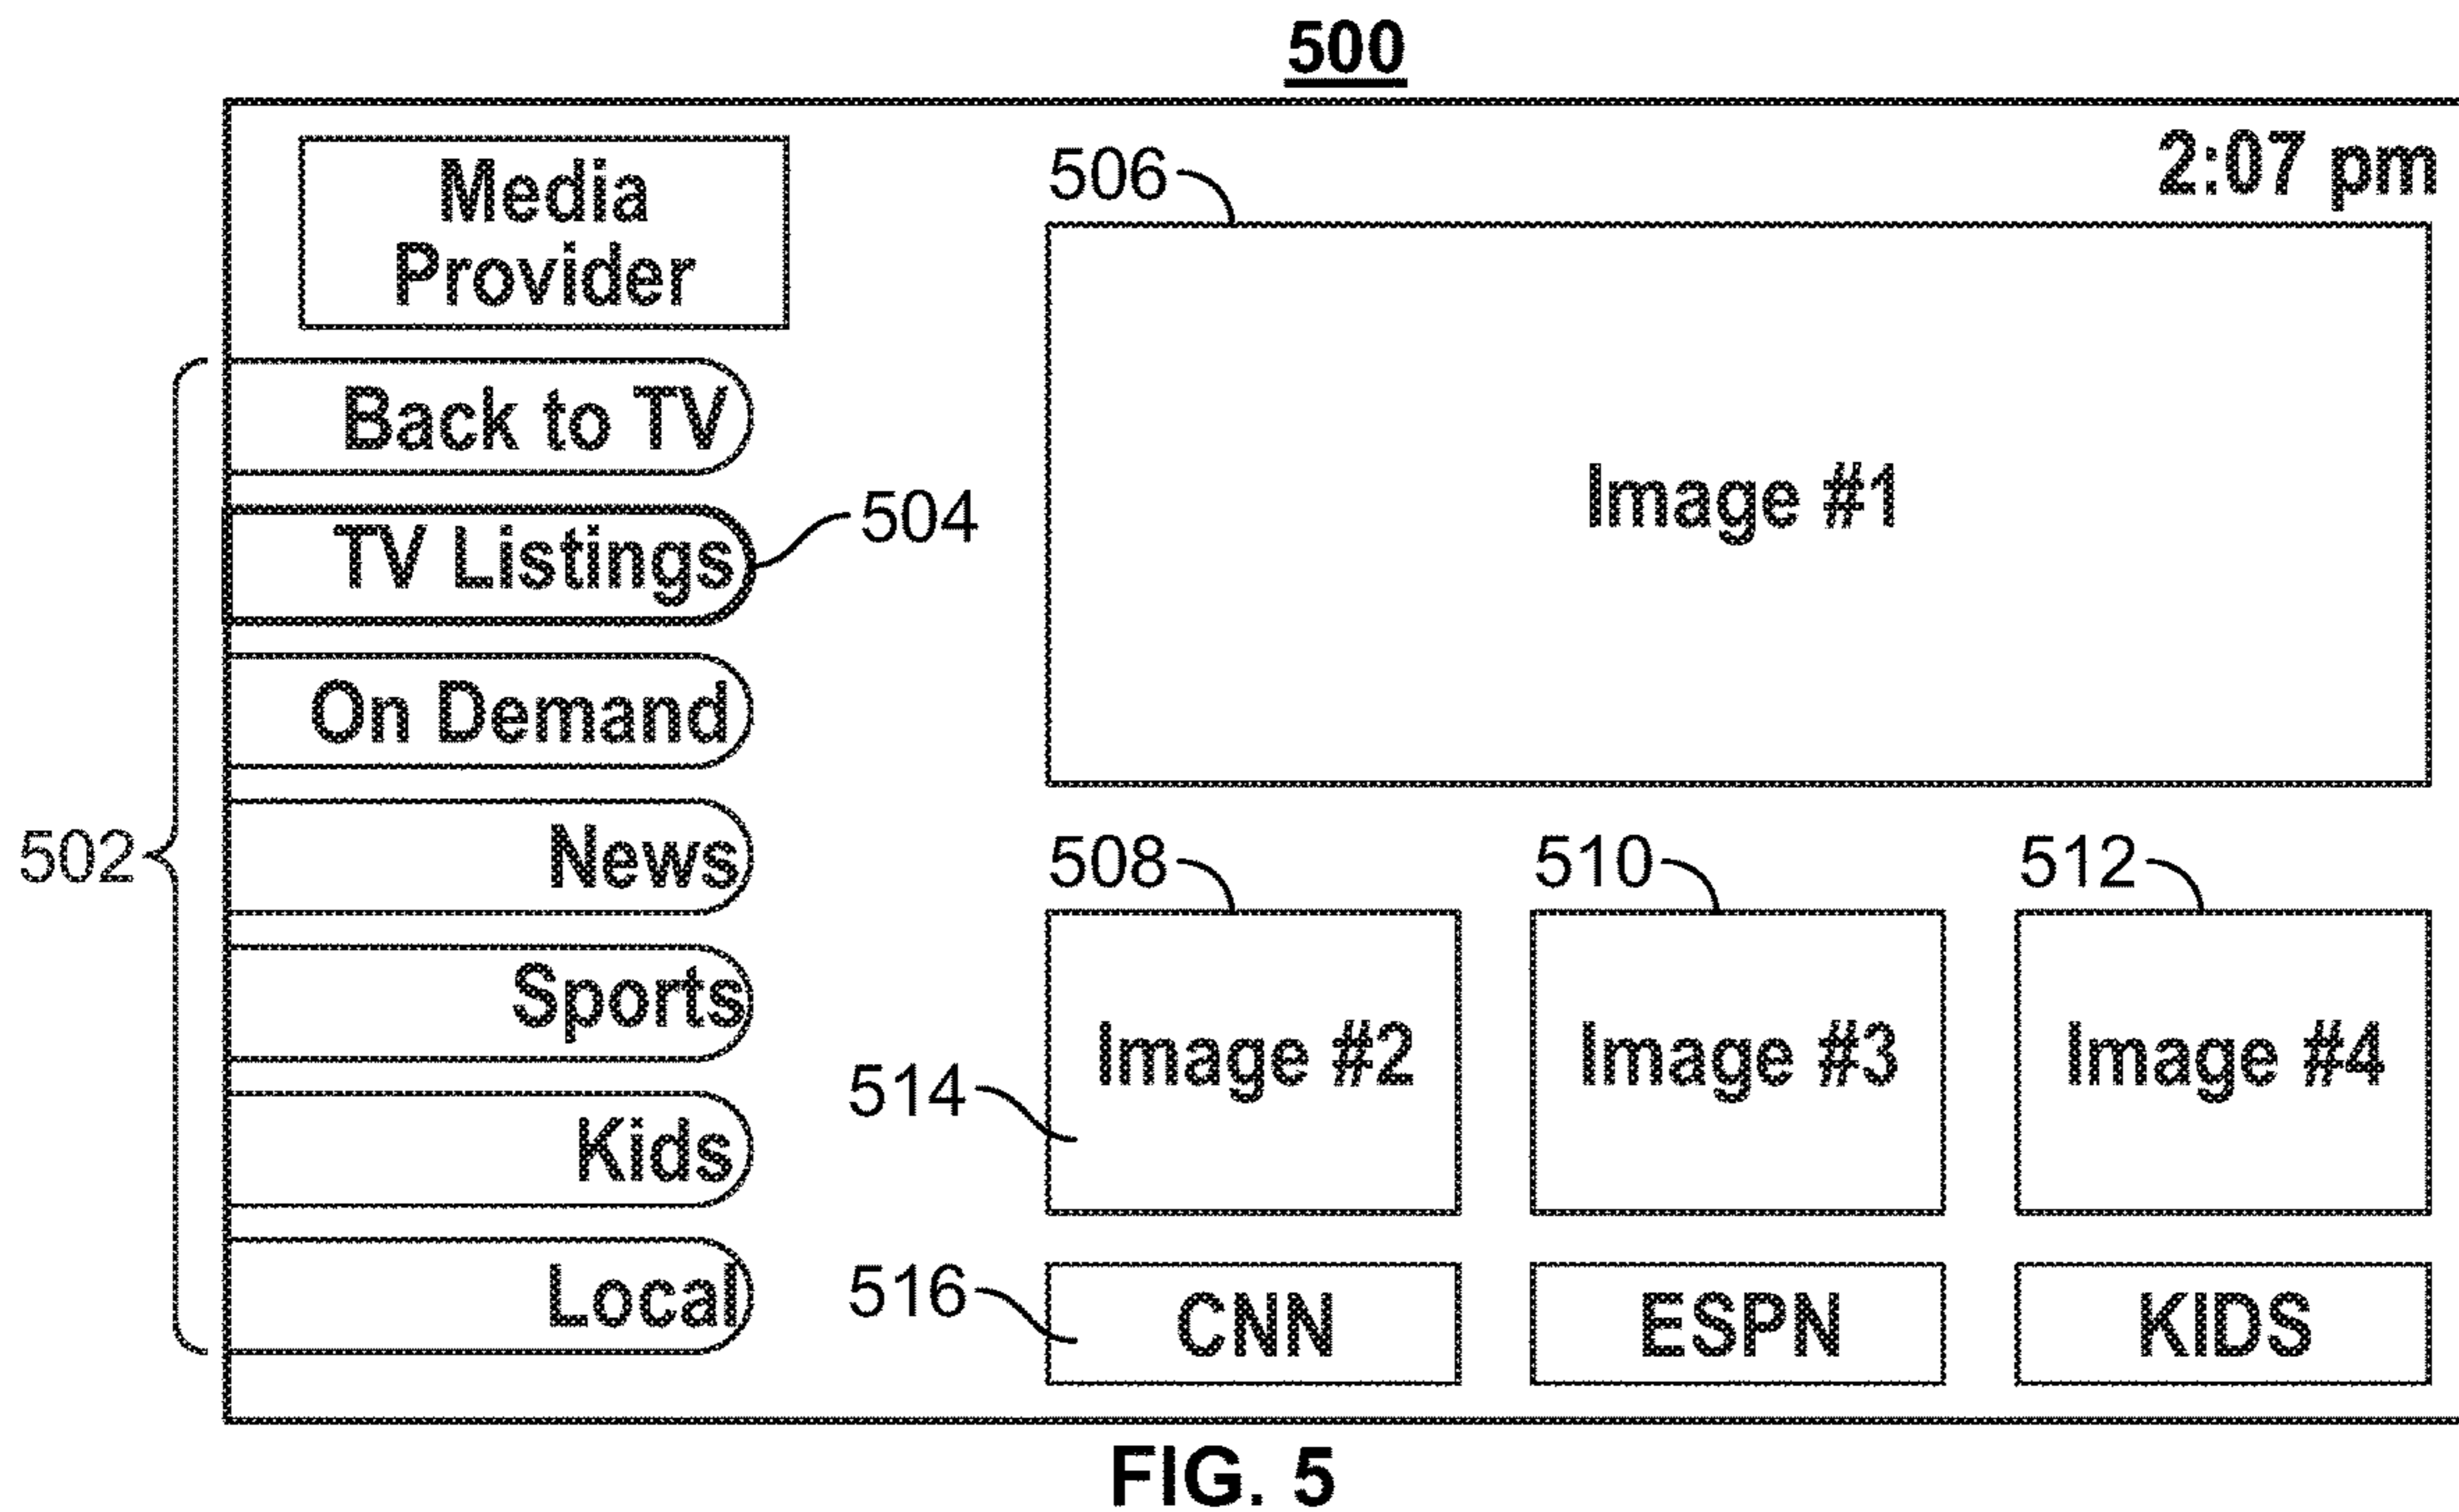 500
2:07 pm
Media
Provider
506
Image #1
Back to TV
TV Listings
504
On Demand
News
502
Sports
Kids
Local
508
510
512
Image #2
Image #3
Image #4
514
516
CNN
ESPN
KIDS
FIG. 5